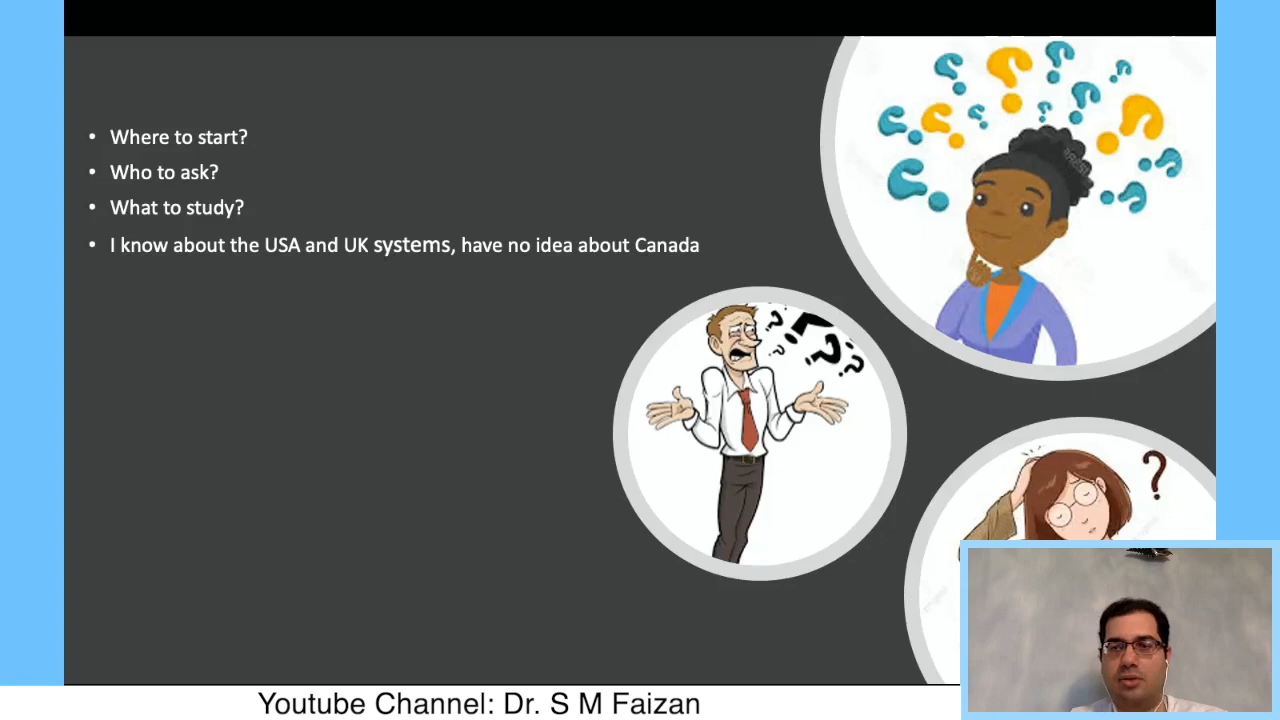 • Where to start?
• Who to ask?
• What to study?
• I know about the USA and UK systems, have no idea about Canada
Youtube Channel: Dr. S M Faizan